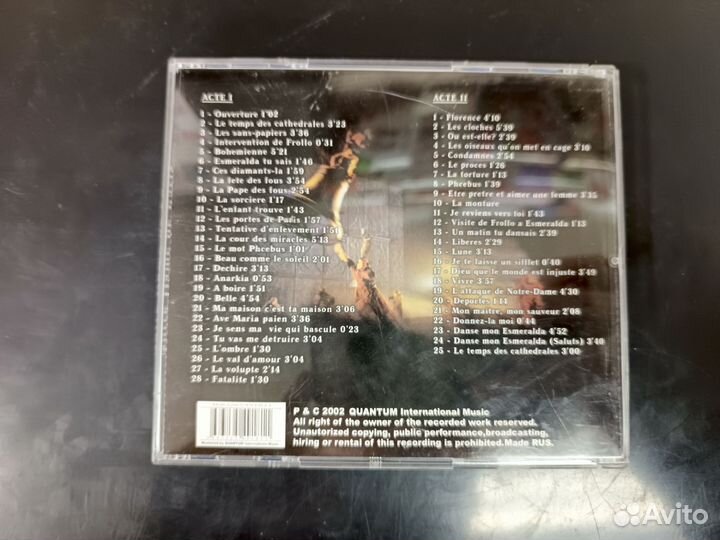 ACTE I
1 - Ouverture 1'02
2 - Le temps des cathedrales 3'23
3 - Les sans-papiers 3'36
4 - Intervention de Frollo 0'31
5 - Bohemienne 5'21
6 - Esmeralda tu sais 1'46
7 - Ces diamants-la 1'59
8 - La fete des fous 3'54
9 - La Pape des fous 2'54
10 - La sorciere 1'17
11 - L'enfant trouve 1'43
12 - Les portes de Paris 1'57
13 - Tentative d'enlevement 1'51
14 - La cour des miracles 5'13
15 - Le mot Phoebus 1'01
16 - Beau comme le soleil 2'01
17 - Dechire 3'13
18 - Anarkia 0'53
19 - A boire 1'51
20 - Belle 4'54
21 - Ma maison c'est ta maison 3'06
22 - Ave Maria paien 3'36
23 - Je sens ma vie qui bascule 0'23
24 - Tu vas me detruire 3'04
25 - L'ombre 1'30
26 - Le val d'amour 3'04
27 - La volupte 2'14
28 - Fatalite 1'30
ACTE II
1 - Florence 4'10
2 - Les cloches 5'39
3 - Ou est-elle? 2'39
4 - Les oiseaux qu'on met en cage 3'10
5 - Condamnes 2'54
6 - Le proces 1'26
7 - La torture 1'13
8 - Phoebus 1'39
9 - Etre pretre et aimer une femme 3'35
10 - La monture
11 - Je reviens vers toi 1'43
12 - Visite de Frollo a Esmeralda 1'13
13 - Un matin tu dansais 2'39
14 - Liberes 2'29
15 - Lune 3'13
16 - Je te laisse un sifflet 0'40
17 - Dieu que le monde est injuste 3'49
18 - Vivre 3'57
19 - L'attaque de Notre-Dame 4'30
20 - Deportes 1'11
21 - Mon maitre, mon sauveur 2'08
22 - Donnez-la moi 0'44
23 - Danse mon Esmeralda 4'52
24 - Danse mon Esmeralda (Saluts) 3'40
25 - Le temps des cathedrales 3'00
P & C 2002 QUANTUM International Music
All right of the owner of the recorded work reserved.
Unautorized copying, public performance,broadcasting,
hiring or rental of this recording is prohibited.Made RUS.
Avito